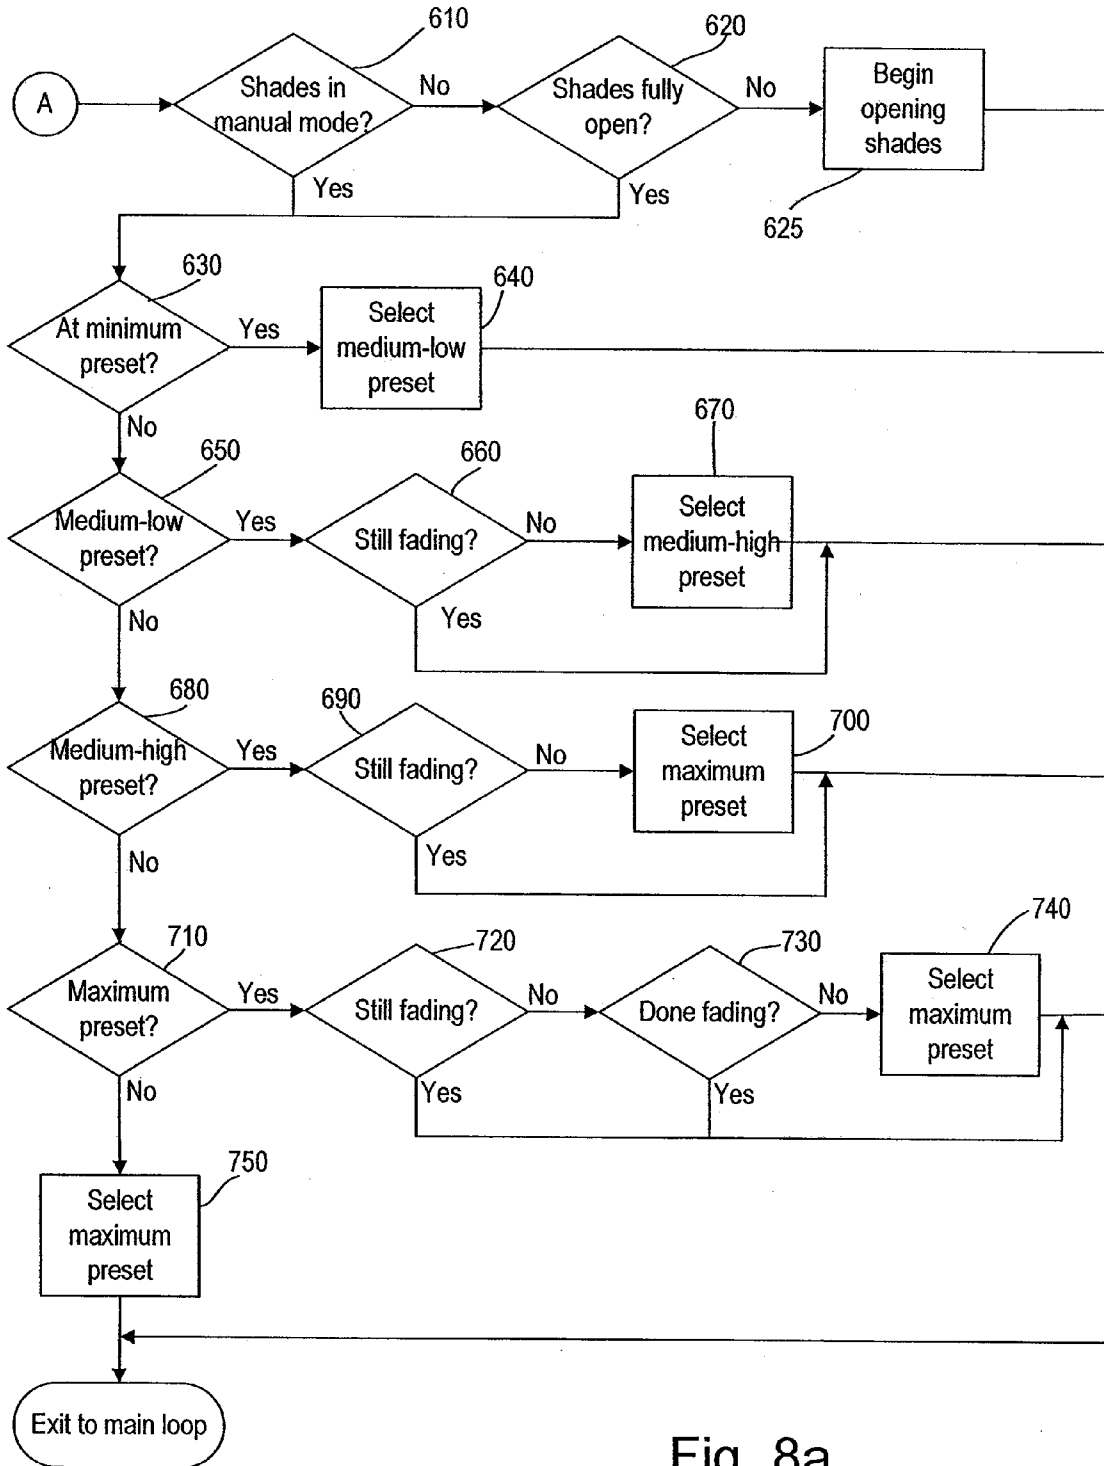 610
620
A
Shades in
manual mode?
No
Shades fully
open?
No
Begin
opening
shades
Yes
Yes
625
630
640
At minimum
preset?
Yes
Select
medium-low
preset
No
650
660
670
Medium-low
preset?
Yes
Still fading?
No
Select
medium-high
preset
No
Yes
680
690
700
Medium-high
preset?
Yes
Still fading?
No
Select
maximum
preset
No
Yes
710
720
730
740
Maximum
preset?
Yes
Still fading?
No
Done fading?
No
Select
maximum
preset
No
Yes
Yes
750
Select
maximum
preset
Exit to main loop
Fig. 8a